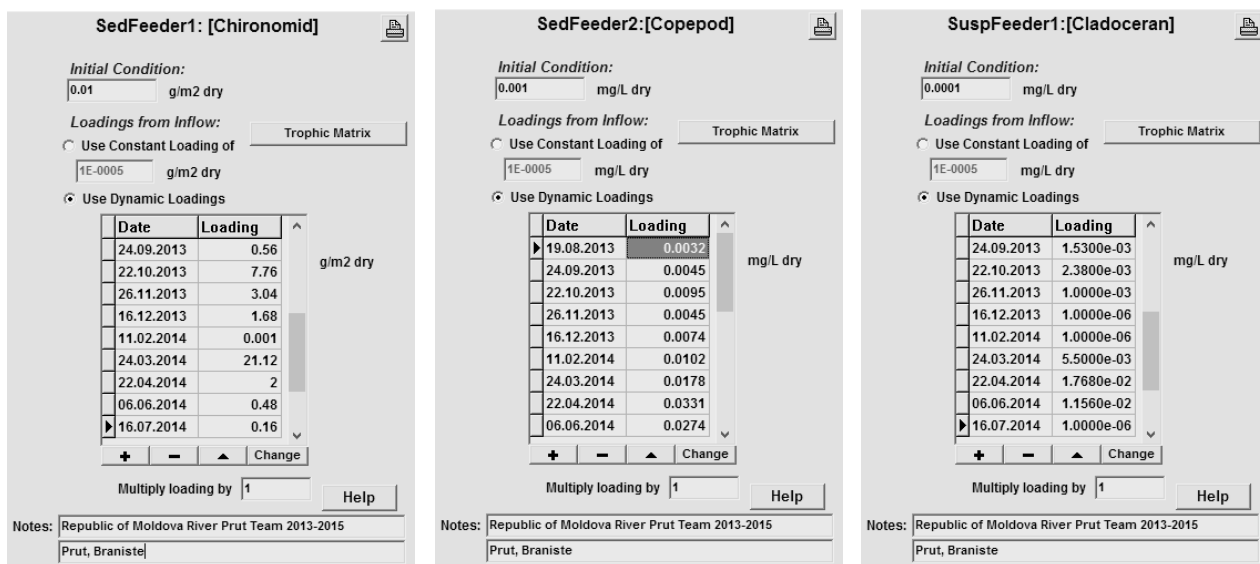 SedFeeder1: [Chironomid]
Initial Condition:
0.01 g/m2 dry
Loadings from Inflow:
Trophic Matrix
Use Constant Loading of
1E-0005 g/m2 dry
Use Dynamic Loadings
Date Loading
24.09.2013 0.56
22.10.2013 7.76
26.11.2013 3.04
16.12.2013 1.68
11.02.2014 0.001
24.03.2014 21.12
22.04.2014 2
06.06.2014 0.48
16.07.2014 0.16
g/m2 dry
+ − ▲ Change
Multiply loading by 1
Help
Notes: Republic of Moldova River Prut Team 2013-2015
Prut, Braniste
SedFeeder2:[Copepod]
Initial Condition:
0.001 mg/L dry
Loadings from Inflow:
Trophic Matrix
Use Constant Loading of
1E-0005 mg/L dry
Use Dynamic Loadings
Date Loading
19.08.2013 0.0032
24.09.2013 0.0045
22.10.2013 0.0095
26.11.2013 0.0045
16.12.2013 0.0074
11.02.2014 0.0102
24.03.2014 0.0178
22.04.2014 0.0331
06.06.2014 0.0274
mg/L dry
+ − ▲ Change
Multiply loading by 1
Help
Notes: Republic of Moldova River Prut Team 2013-2015
Prut, Braniste
SuspFeeder1:[Cladoceran]
Initial Condition:
0.0001 mg/L dry
Loadings from Inflow:
Trophic Matrix
Use Constant Loading of
1E-0005 mg/L dry
Use Dynamic Loadings
Date Loading
24.09.2013 1.5300e-03
22.10.2013 2.3800e-03
26.11.2013 1.0000e-03
16.12.2013 1.0000e-06
11.02.2014 1.0000e-06
24.03.2014 5.5000e-03
22.04.2014 1.7680e-02
06.06.2014 1.1560e-02
16.07.2014 1.0000e-06
mg/L dry
+ − ▲ Change
Multiply loading by 1
Help
Notes: Republic of Moldova River Prut Team 2013-2015
Prut, Braniste